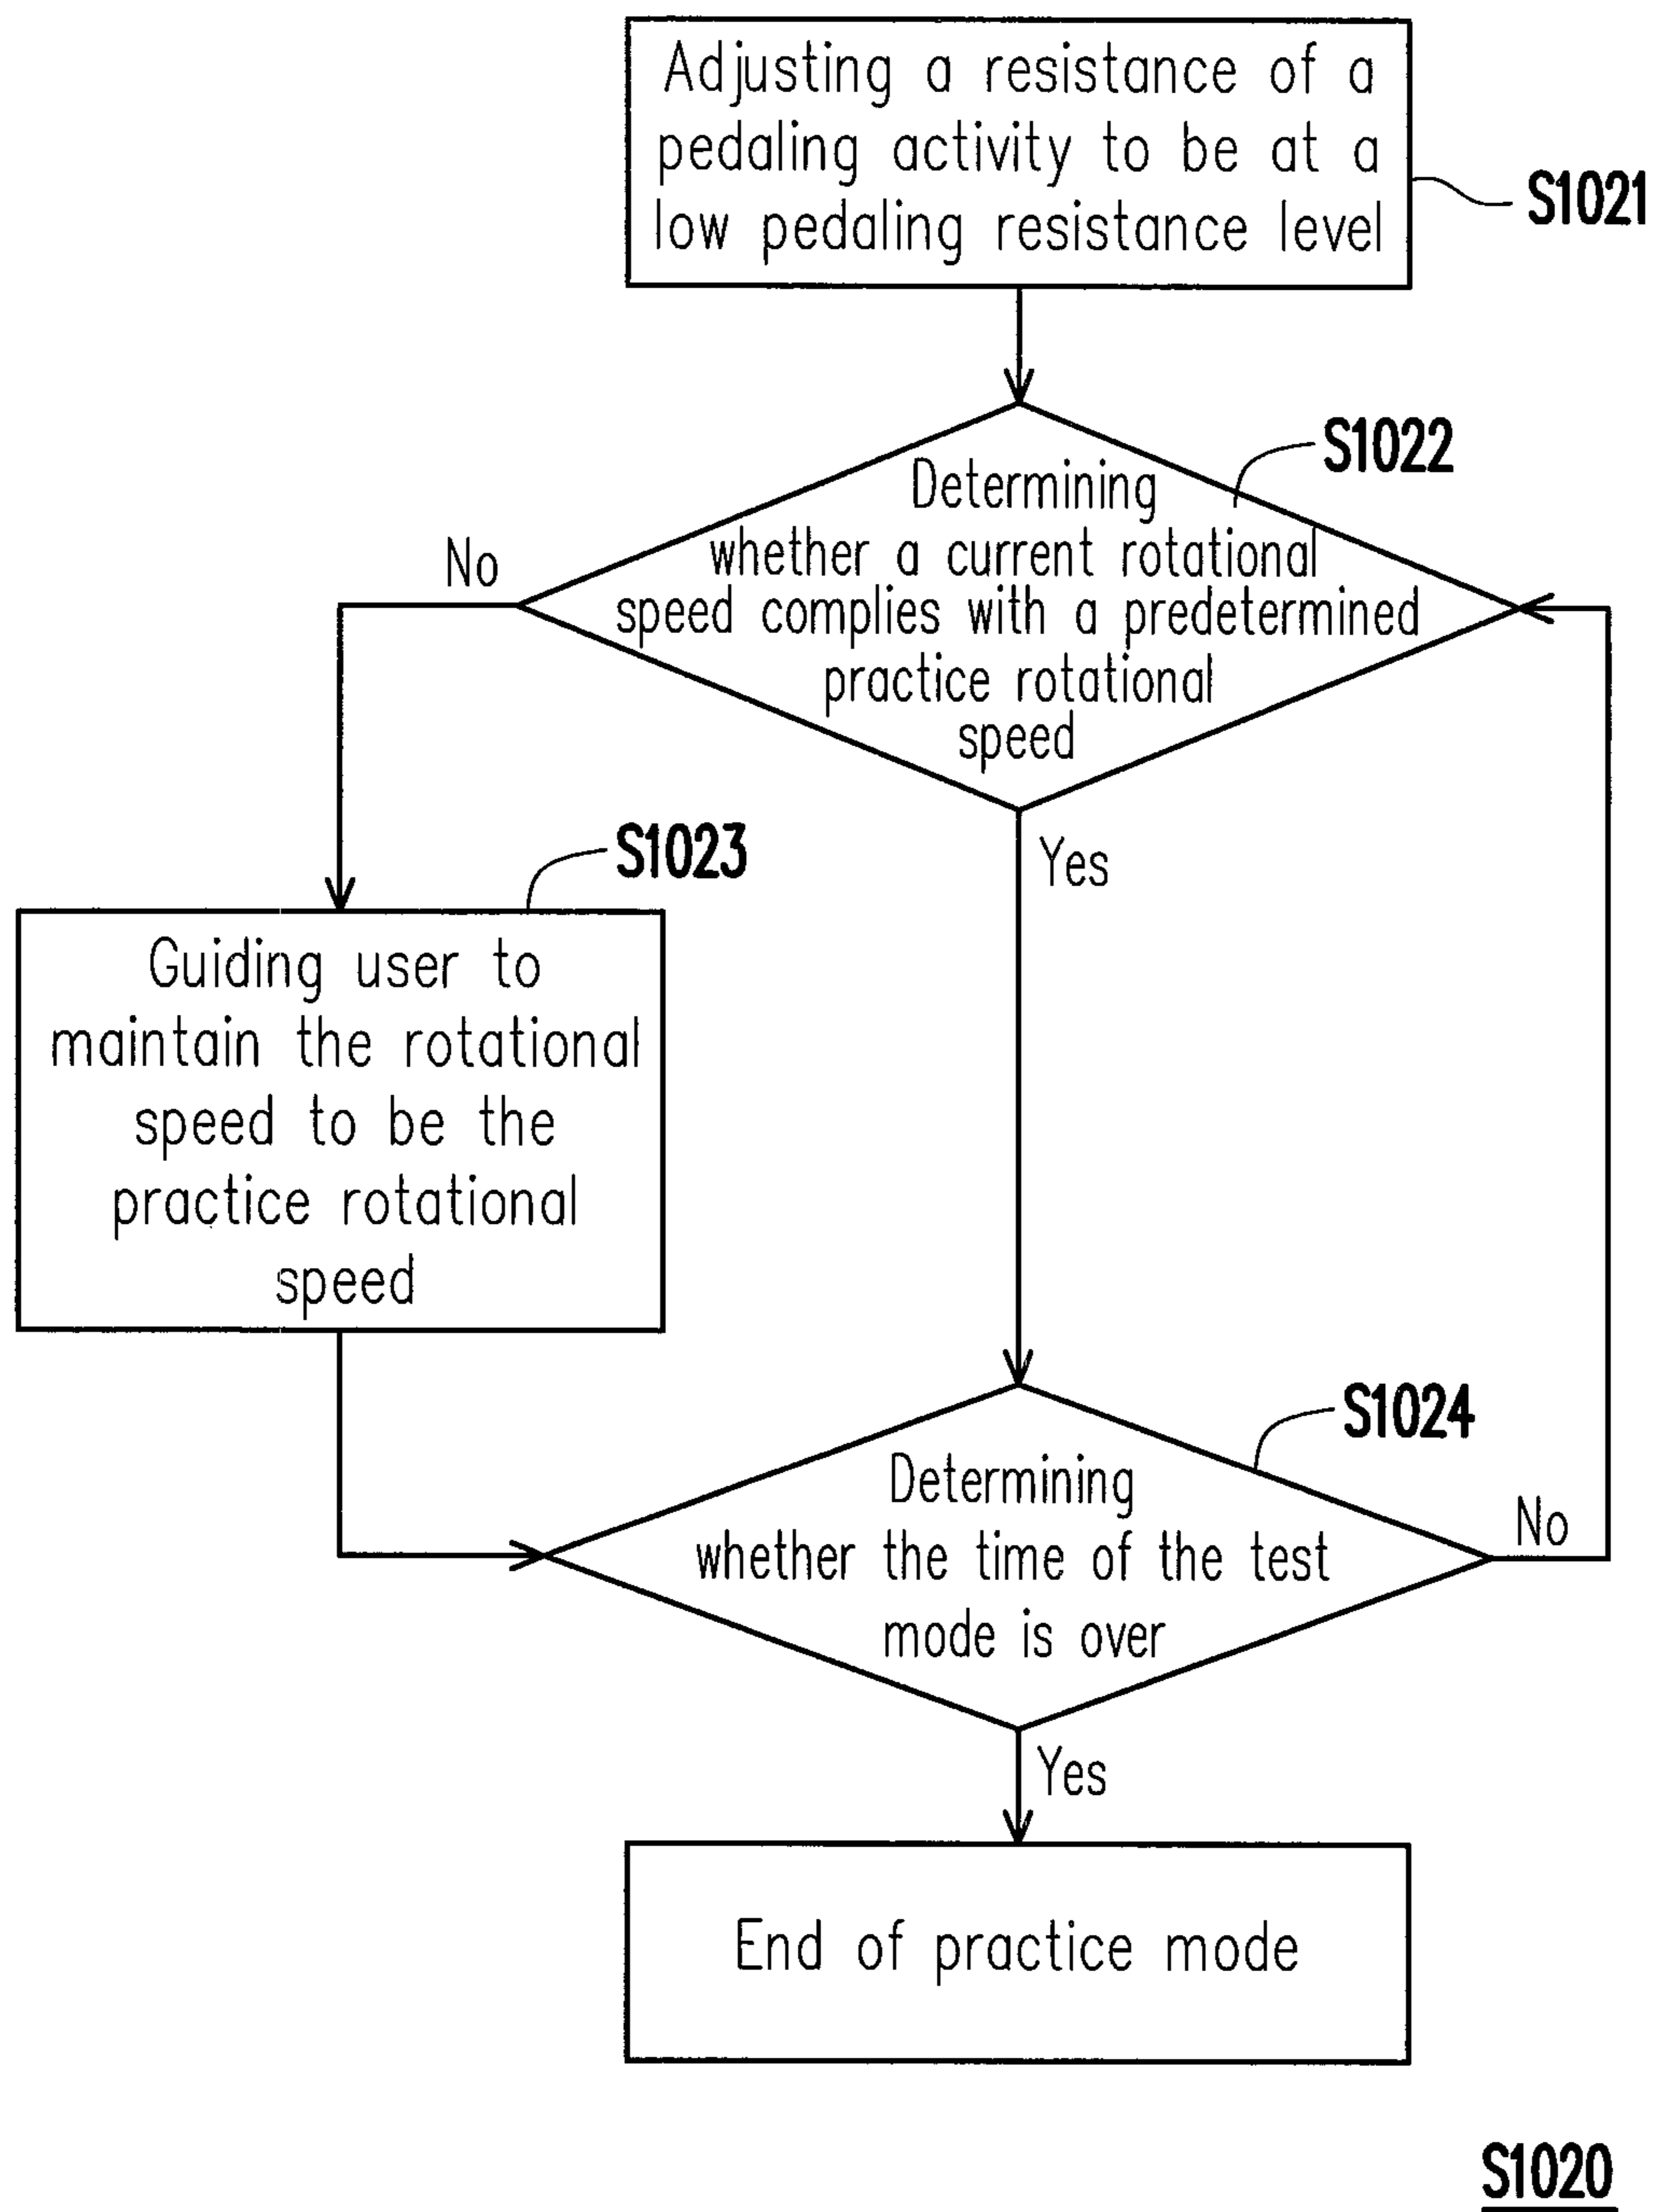 Adjusting a resistance of a
pedaling activity to be at a
low pedaling resistance level
S1021
S1022
Determining
whether a current rotational
speed complies with a predetermined
practice rotational
speed
No
Yes
S1023
Guiding user to
maintain the rotational
speed to be the
practice rotational
speed
S1024
Determining
whether the time of the test
mode is over
No
Yes
End of practice mode
S1020